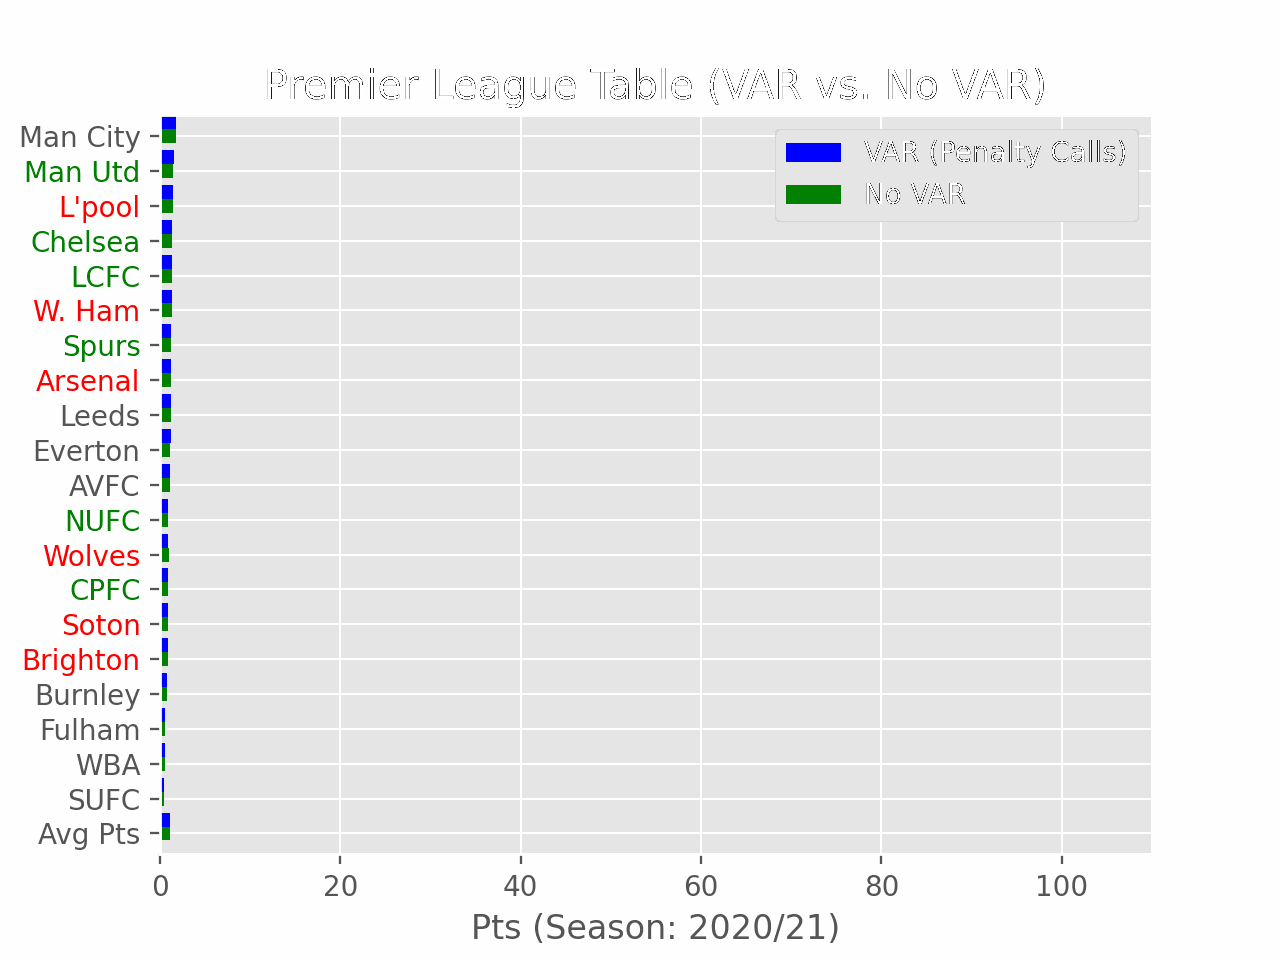 Premier League Table (VAR vs. No VAR)
VAR (Penalty Calls)
No VAR
Man City
Man Utd
L'pool
Chelsea
LCFC
W. Ham
Spurs
Arsenal
Leeds
Everton
AVFC
NUFC
Wolves
CPFC
Soton
Brighton
Burnley
Fulham
WBA
SUFC
Avg Pts
0 20 40 60 80 100
Pts (Season: 2020/21)